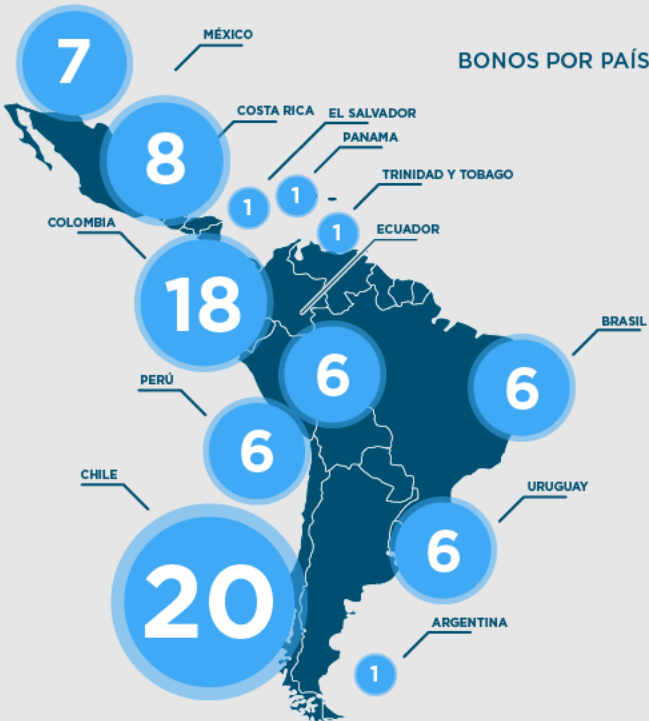 MÉXICO
7
BONOS POR PAÍS
COSTA RICA
8
EL SALVADOR
1
PANAMA
1
TRINIDAD Y TOBAGO
1
COLOMBIA
18
ECUADOR
6
BRASIL
6
PERÚ
6
CHILE
20
URUGUAY
6
ARGENTINA
1